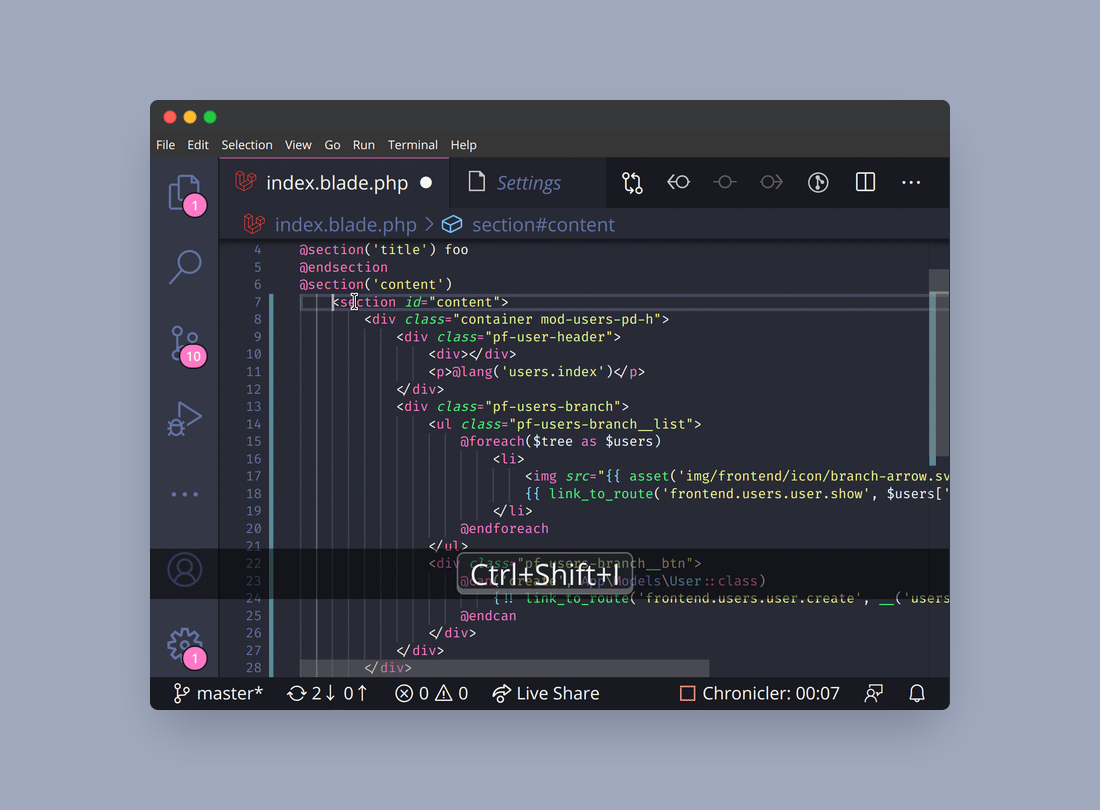 File Edit Selection View Go Run Terminal Help
index.blade.php Settings
index.blade.php section#content
4 @section('title') foo
5 @endsection
6 @section('content')
7 <section id="content">
8 <div class="container mod-users-pd-h">
9 <div class="pf-user-header">
10 <div></div>
11 <p>@lang('users.index')</p>
12 </div>
13 <div class="pf-users-branch">
14 <ul class="pf-users-branch__list">
15 @foreach($tree as $users)
16 <li>
17 <img src="{{ asset('img/frontend/icon/branch-arrow.sv
18 {{ link_to_route('frontend.users.user.show', $users['
19 </li>
20 @endforeach
21 </ul>
22 <div class="pf-users-branch__btn">
23 @can('create', App\Models\User::class)
Ctrl+Shift+I
24 {!! link_to_route('frontend.users.user.create', __('users
25 @endcan
26 </div>
27 </div>
28 </div>
1
10
1
master* 2↓ 0↑ 0 0 Live Share Chronicler: 00:07